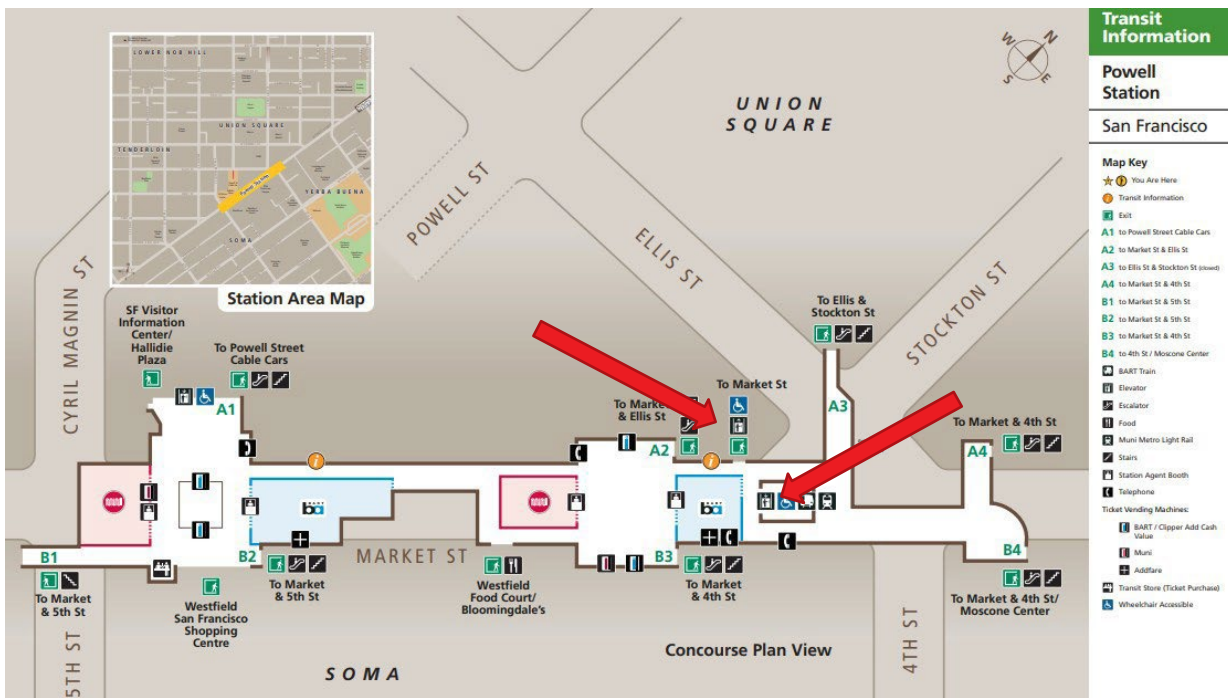 LOWER NOB HILL
UNION SQUARE
TENDERLOIN
YERBA BUENA
SOMA
Station Area Map
UNION
SQUARE
N
W
E
S
POWELL ST
ELLIS ST
STOCKTON ST
CYRIL MAGNIN ST
SF Visitor
Information
Center/
Hallidie
Plaza
To Powell Street
Cable Cars
To Market
& Ellis St
To Market St
To Ellis &
Stockton St
To Market & 4th St
A1
A2
A3
A4
i
i
ba
ba
B1
B2
B3
B4
MARKET ST
To Market
& 5th St
Westfield
San Francisco
Shopping
Centre
To Market
& 5th St
Westfield
Food Court/
Bloomingdale's
To Market
& 4th St
To Market & 4th St/
Moscone Center
5TH ST
4TH ST
SOMA
Concourse Plan View
Transit
Information
Powell
Station
San Francisco
Map Key
You Are Here
i Transit Information
Exit
A1 to Powell Street Cable Cars
A2 to Market St & Ellis St
A3 to Ellis St & Stockton St (closed)
A4 to Market St & 4th St
B1 to Market St & 5th St
B2 to Market St & 5th St
B3 to Market St & 4th St
B4 to 4th St / Moscone Center
BART Train
Elevator
Escalator
Food
Muni Metro Light Rail
Stairs
Station Agent Booth
Telephone
Ticket Vending Machines:
BART / Clipper Add Cash
Value
Muni
Addfare
Transit Store (Ticket Purchase)
Wheelchair Accessible